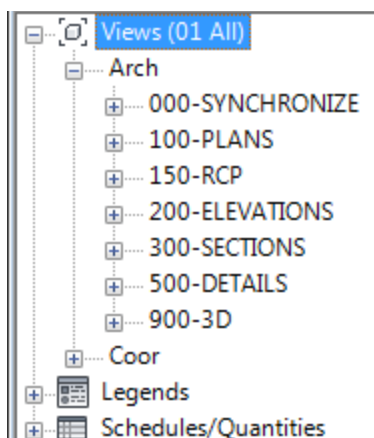 Views (01 All)
Arch
000-SYNCHRONIZE
100-PLANS
150-RCP
200-ELEVATIONS
300-SECTIONS
500-DETAILS
900-3D
Coor
Legends
Schedules/Quantities